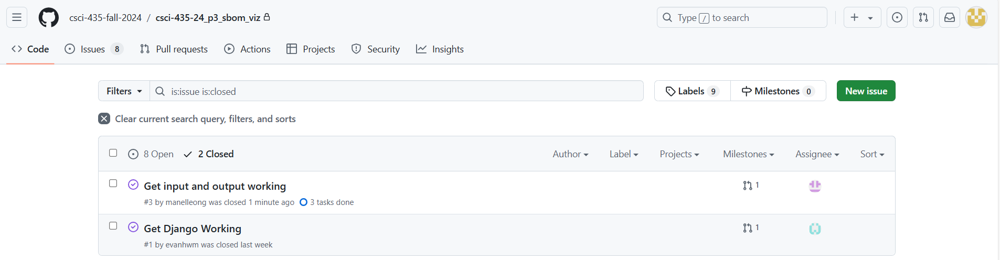 csci-435-fall-2024 / csci-435-24_p3_sbom_viz
Type / to search
Code Issues 8 Pull requests Actions Projects Security Insights
Filters is:issue is:closed Labels 9 Milestones 0 New issue
Clear current search query, filters, and sorts
8 Open 2 Closed Author Label Projects Milestones Assignee Sort
Get input and output working 1
#3 by manelleong was closed 1 minute ago 3 tasks done
Get Django Working 1
#1 by evanhwm was closed last week